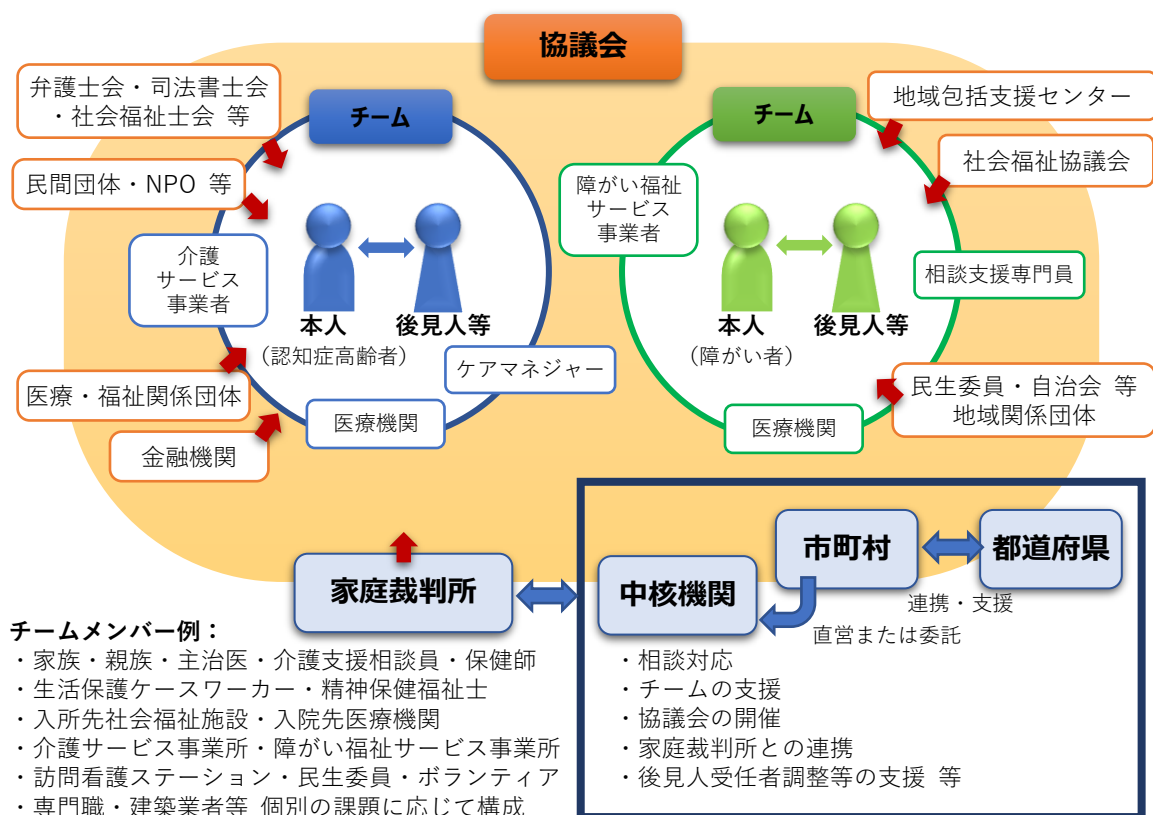 協議会
弁護士会・司法書士会
・社会福祉士会 等
民間団体・NPO 等
チーム
介護
サービス
事業者
本人
(認知症高齢者)
後見人等
ケアマネジャー
医療機関
医療・福祉関係団体
金融機関
チーム
地域包括支援センター
社会福祉協議会
障がい福祉
サービス
事業者
相談支援専門員
本人
(障がい者)
後見人等
医療機関
民生委員・自治会 等
地域関係団体
家庭裁判所
中核機関
市町村
都道府県
連携・支援
直営または委託
チームメンバー例:
・家族・親族・主治医・介護支援相談員・保健師
・生活保護ケースワーカー・精神保健福祉士
・入所先社会福祉施設・入院先医療機関
・介護サービス事業所・障がい福祉サービス事業所
・訪問看護ステーション・民生委員・ボランティア
・専門職・建築業者等 個別の課題に応じて構成
・相談対応
・チームの支援
・協議会の開催
・家庭裁判所との連携
・後見人受任者調整等の支援 等